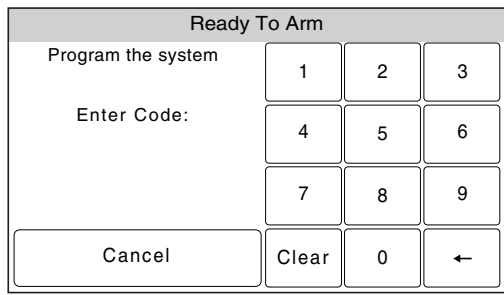 Ready To Arm
Program the system
Enter Code:
1 2 3
4 5 6
7 8 9
Cancel Clear 0 ←